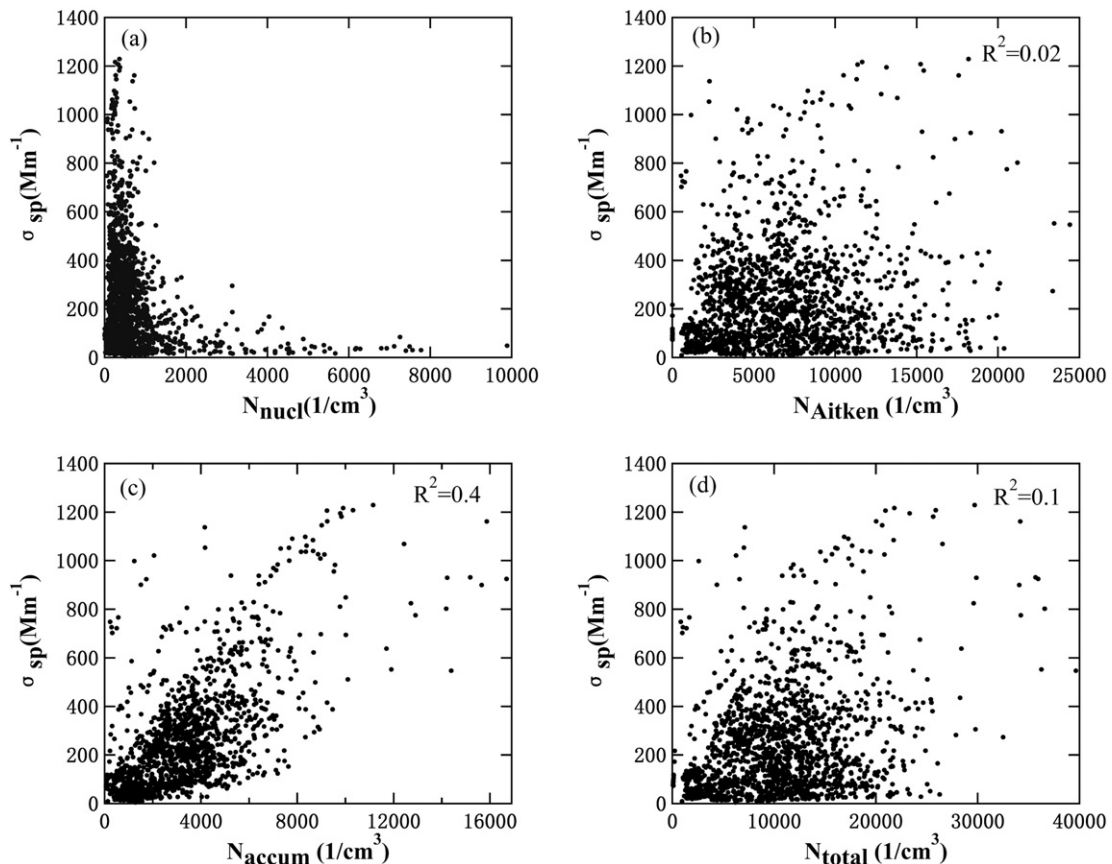 1400
1200
1000
800
600
400
200
0
σ sp(Mm⁻¹)
(a)
0 2000 4000 6000 8000 10000
Nnucl(1/cm³)
1400
1200
1000
800
600
400
200
0
σ sp(Mm⁻¹)
(b)
R²=0.02
0 5000 10000 15000 20000 25000
NAitken (1/cm³)
1400
1200
1000
800
600
400
200
0
σ sp(Mm⁻¹)
(c)
R²=0.4
0 4000 8000 12000 16000
Naccum (1/cm³)
1400
1200
1000
800
600
400
200
0
σ sp(Mm⁻¹)
(d)
R²=0.1
0 10000 20000 30000 40000
Ntotal (1/cm³)